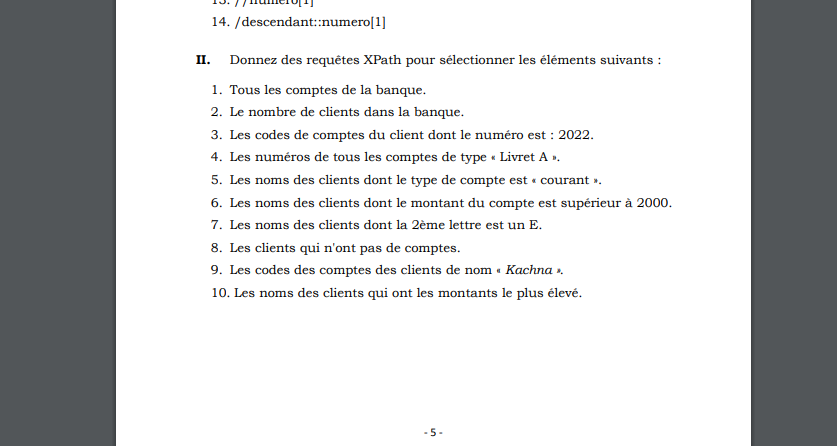 13. //numero[1]
14. /descendant::numero[1]
II. Donnez des requêtes XPath pour sélectionner les éléments suivants :
1. Tous les comptes de la banque.
2. Le nombre de clients dans la banque.
3. Les codes de comptes du client dont le numéro est : 2022.
4. Les numéros de tous les comptes de type « Livret A ».
5. Les noms des clients dont le type de compte est « courant ».
6. Les noms des clients dont le montant du compte est supérieur à 2000.
7. Les noms des clients dont la 2ème lettre est un E.
8. Les clients qui n'ont pas de comptes.
9. Les codes des comptes des clients de nom « Kachna ».
10. Les noms des clients qui ont les montants le plus élevé.
- 5 -